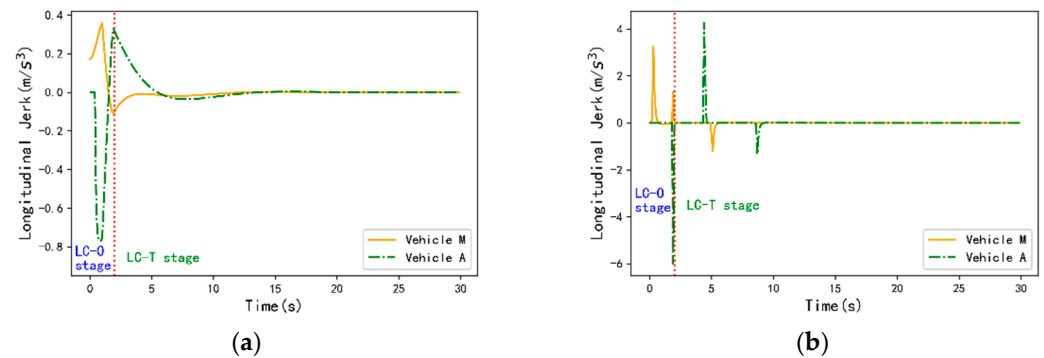 (a)
Longitudinal Jerk(m/s³)
0.4
0.2
0.0
-0.2
-0.4
-0.6
-0.8
LC-O
stage
LC-T stage
Vehicle M
Vehicle A
0 5 10 15 20 25 30
Time(s)
(a)
(b)
Longitudinal Jerk(m/s³)
4
2
0
-2
-4
-6
LC-O
stage
LC-T stage
Vehicle M
Vehicle A
0 5 10 15 20 25 30
Time(s)
(b)